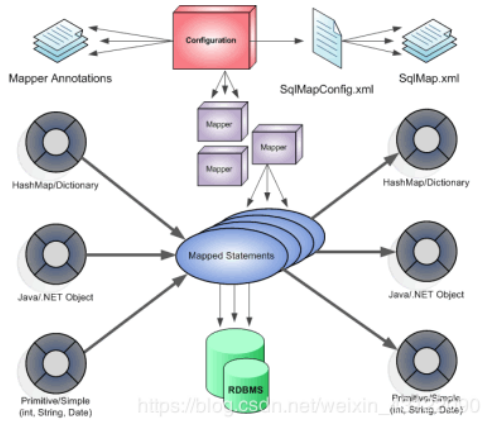 Configuration
Mapper Annotations
SqlMapConfig.xml
SqlMap.xml
Mapper
Mapper
Mapper
HashMap/Dictionary
HashMap/Dictionary
Mapped Statements
Java/.NET Object
Java/.NET Object
RDBMS
Primitive/Simple
(int, String, Date)
Primitive/Simple
(int, String, Date)
https://blog.csdn.net/weixin_